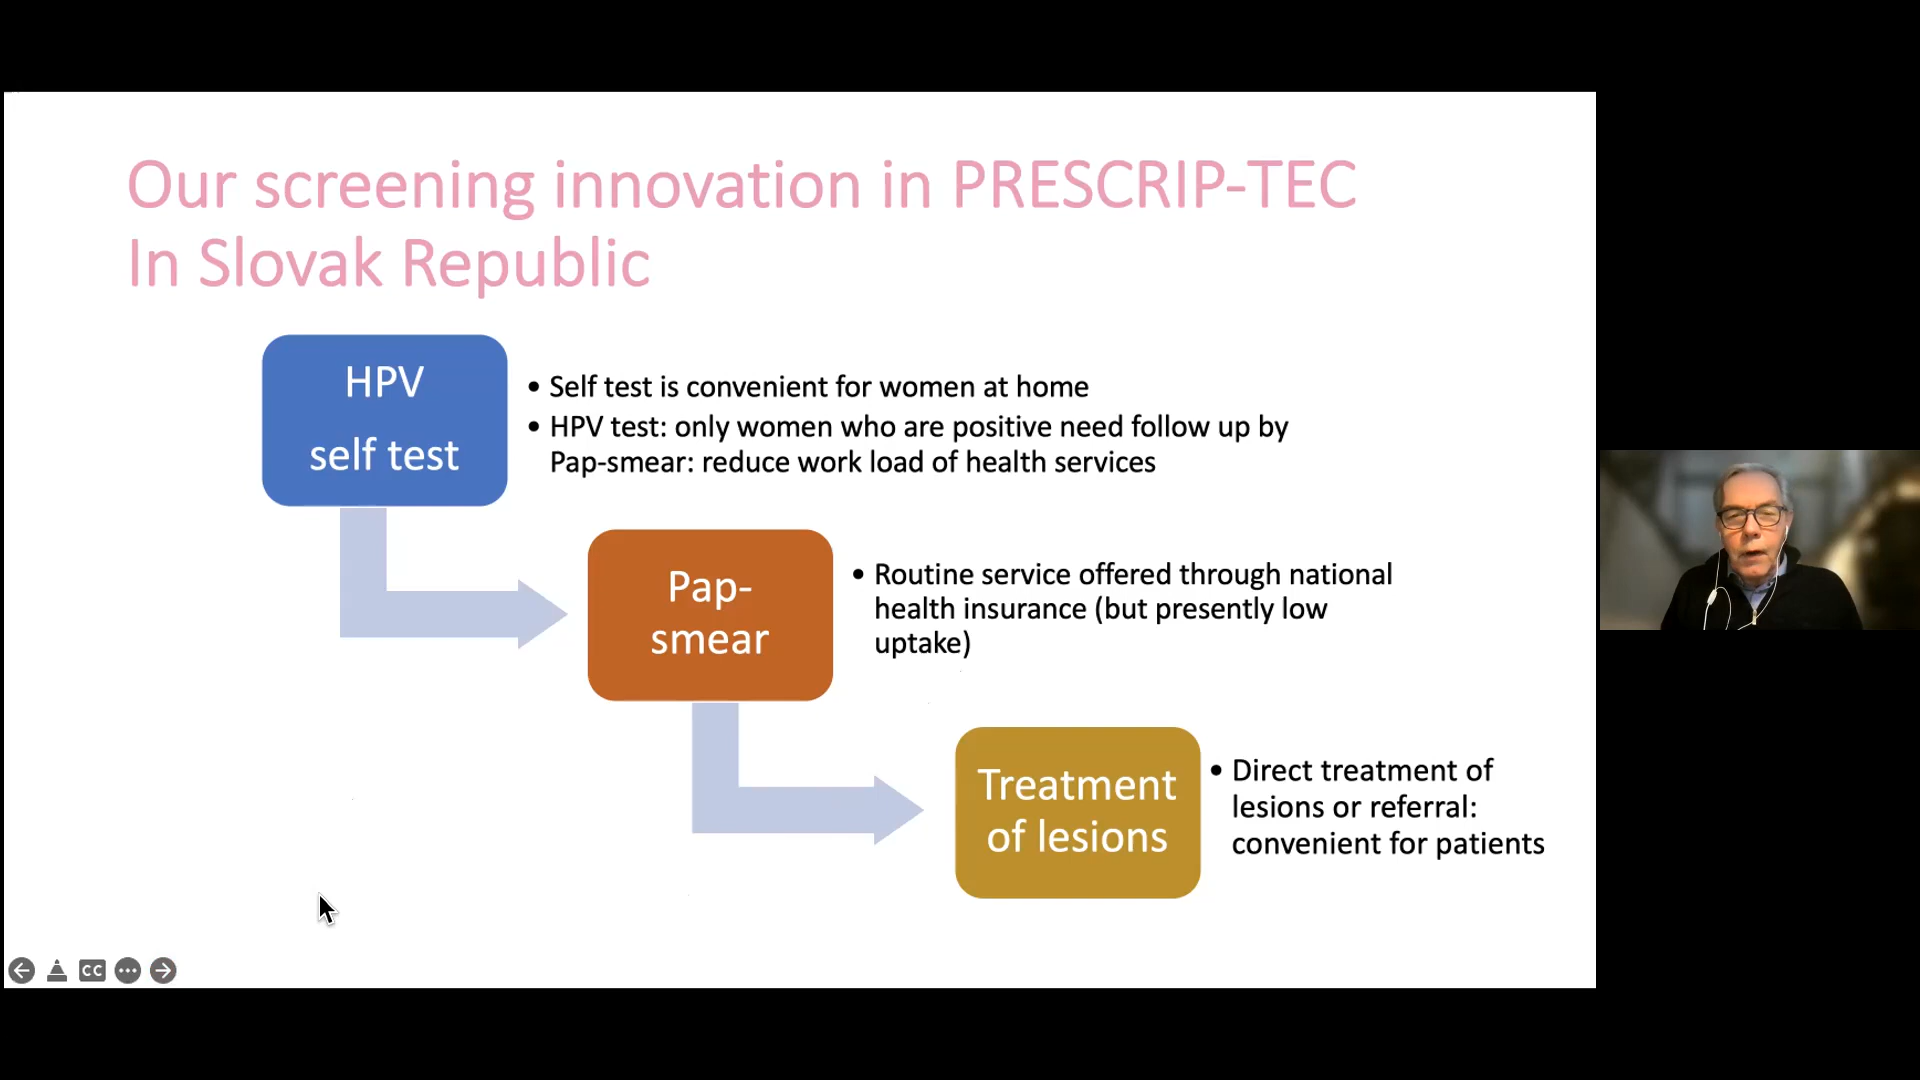 Our screening innovation in PRESCRIP-TEC
In Slovak Republic
HPV
self test
• Self test is convenient for women at home
• HPV test: only women who are positive need follow up by
Pap-smear: reduce work load of health services
Pap-
smear
• Routine service offered through national
health insurance (but presently low
uptake)
Treatment
of lesions
• Direct treatment of
lesions or referral:
convenient for patients
CC